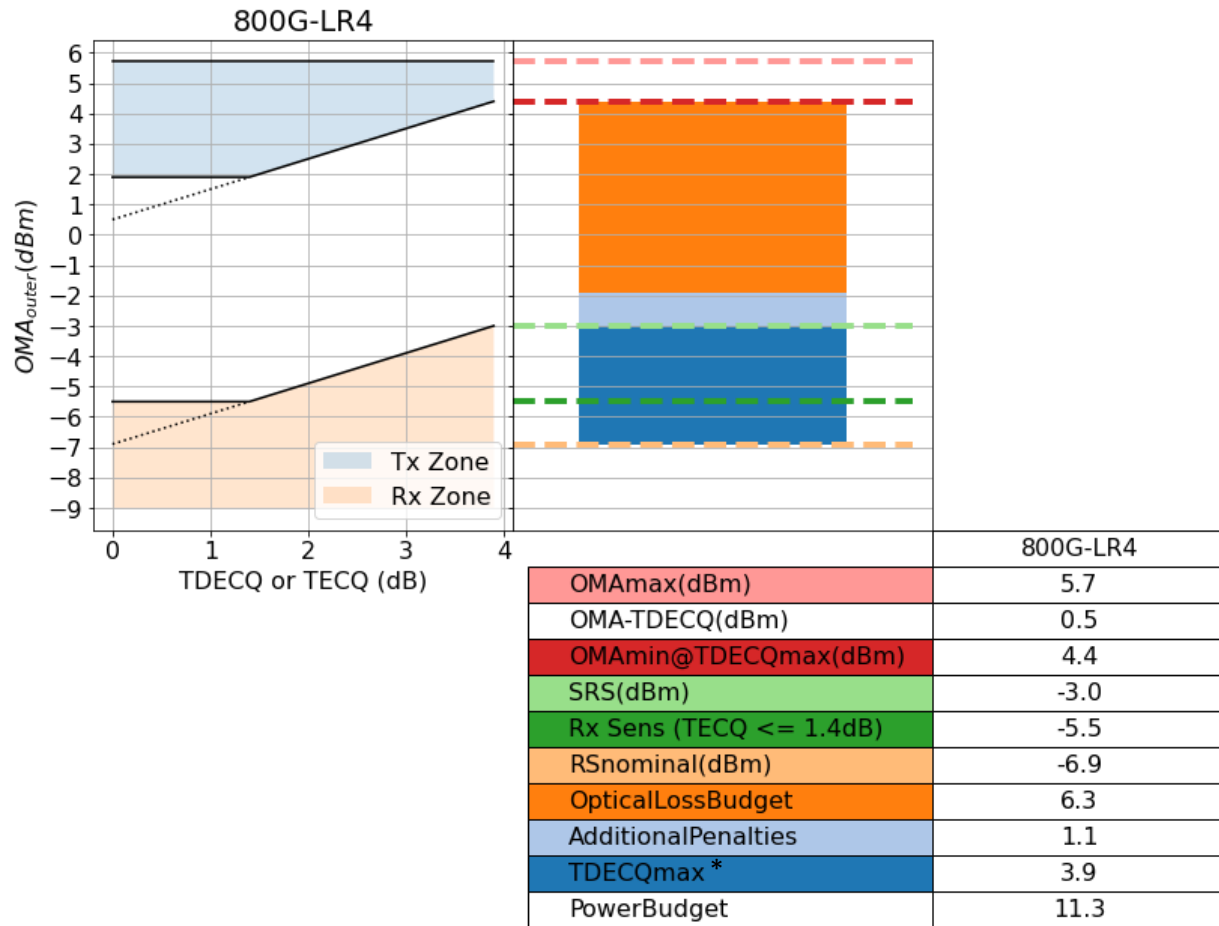 800G-LR4
6
5
4
3
2
1
0
−1
−2
−3
−4
−5
−6
−7
−8
−9
OMAouter(dBm)
Tx Zone
Rx Zone
0 1 2 3 4
TDECQ or TECQ (dB)
800G-LR4
OMAmax(dBm) 5.7
OMA-TDECQ(dBm) 0.5
OMAmin@TDECQmax(dBm) 4.4
SRS(dBm) -3.0
Rx Sens (TECQ <= 1.4dB) -5.5
RSnominal(dBm) -6.9
OpticalLossBudget 6.3
AdditionalPenalties 1.1
TDECQmax * 3.9
PowerBudget 11.3